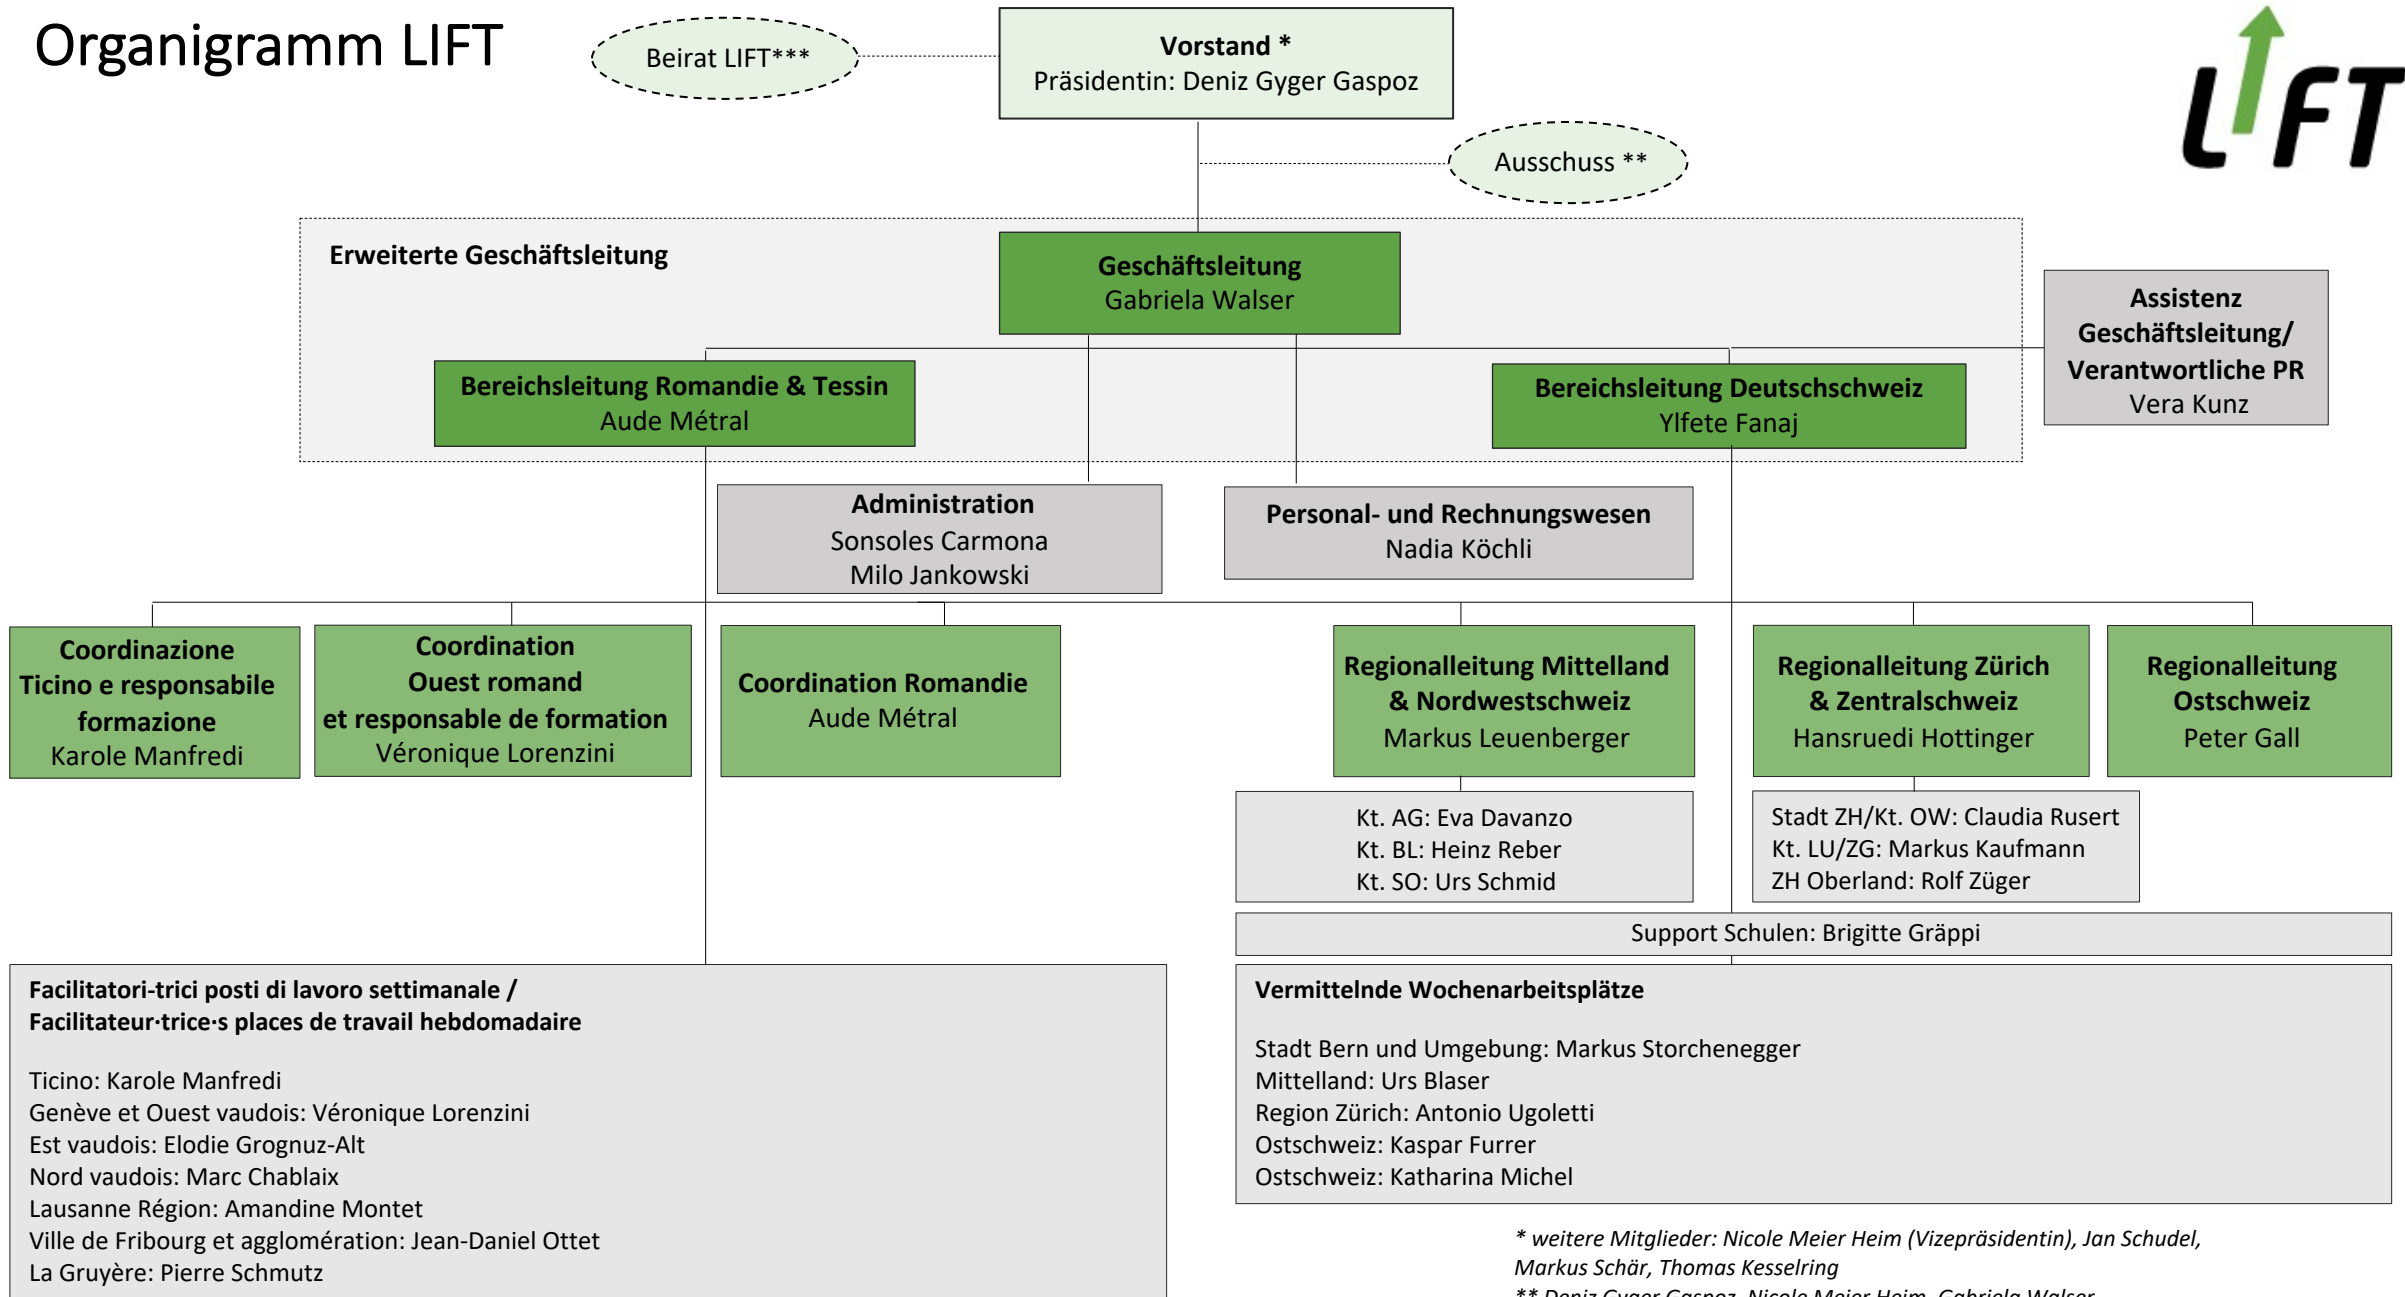 Organigramm LIFT
Beirat LIFT***
Vorstand *
Präsidentin: Deniz Gyger Gaspoz
LIFT
Ausschuss **
Erweiterte Geschäftsleitung
Geschäftsleitung
Gabriela Walser
Assistenz
Geschäftsleitung/
Verantwortliche PR
Vera Kunz
Bereichsleitung Romandie & Tessin
Aude Métral
Bereichsleitung Deutschschweiz
Ylfete Fanaj
Administration
Sonsoles Carmona
Milo Jankowski
Personal- und Rechnungswesen
Nadia Köchli
Coordinazione
Ticino e responsabile
formazione
Karole Manfredi
Coordination
Ouest romand
et responsable de formation
Véronique Lorenzini
Coordination Romandie
Aude Métral
Regionalleitung Mittelland
& Nordwestschweiz
Markus Leuenberger
Regionalleitung Zürich
& Zentralschweiz
Hansruedi Hottinger
Regionalleitung
Ostschweiz
Peter Gall
Kt. AG: Eva Davanzo
Kt. BL: Heinz Reber
Kt. SO: Urs Schmid
Stadt ZH/Kt. OW: Claudia Rusert
Kt. LU/ZG: Markus Kaufmann
ZH Oberland: Rolf Züger
Support Schulen: Brigitte Gräppi
Facilitatori-trici posti di lavoro settimanale /
Facilitateur·trice·s places de travail hebdomadaire
Ticino: Karole Manfredi
Genève et Ouest vaudois: Véronique Lorenzini
Est vaudois: Elodie Grognuz-Alt
Nord vaudois: Marc Chablaix
Lausanne Région: Amandine Montet
Ville de Fribourg et agglomération: Jean-Daniel Ottet
La Gruyère: Pierre Schmutz
Vermittelnde Wochenarbeitsplätze
Stadt Bern und Umgebung: Markus Storchenegger
Mittelland: Urs Blaser
Region Zürich: Antonio Ugoletti
Ostschweiz: Kaspar Furrer
Ostschweiz: Katharina Michel
* weitere Mitglieder: Nicole Meier Heim (Vizepräsidentin), Jan Schudel,
Markus Schär, Thomas Kesselring
** Deniz Gyger Gaspoz, Nicole Meier Heim, Gabriela Walser